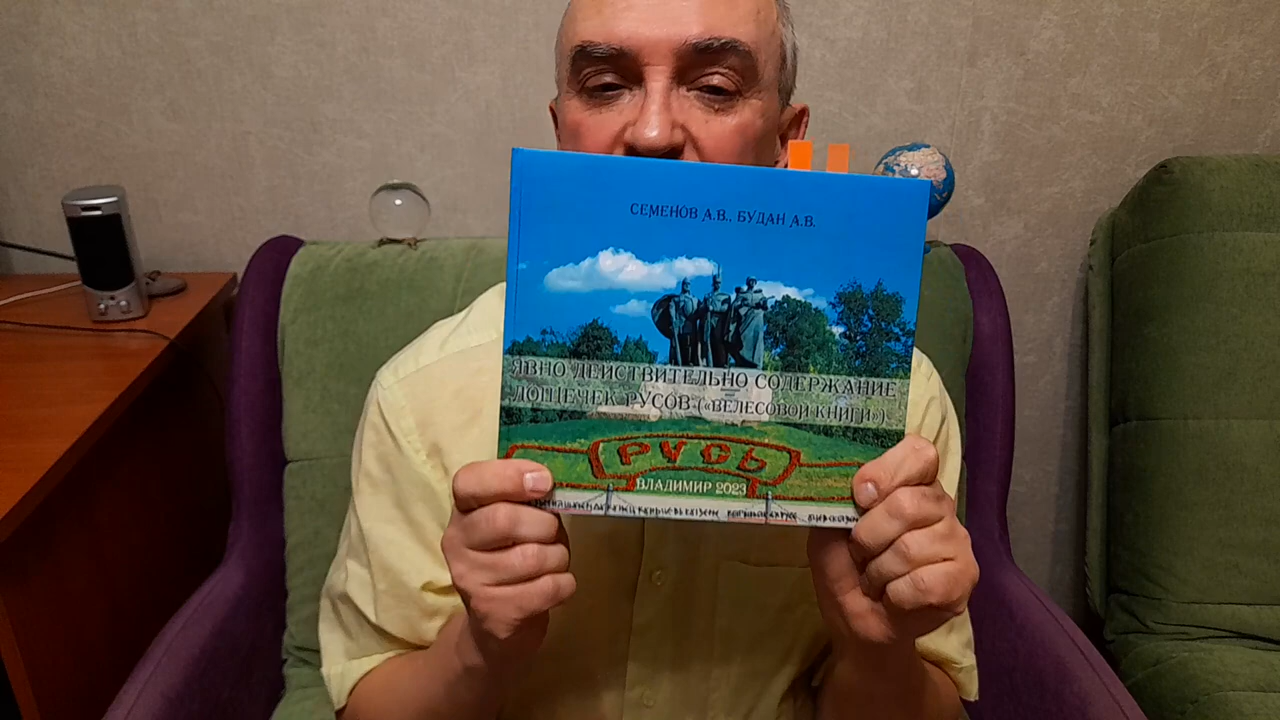 СЕМЕНОВ А.В., БУДАН А.В.
ЯВНО ДЕЙСТВИТЕЛЬНО СОДЕРЖАНИЕ
ДОЩЕЧЕК РУСОВ («ВЕЛЕСОВОЙ КНИГИ»)
РУСЬ
ВЛАДИМИР 2023